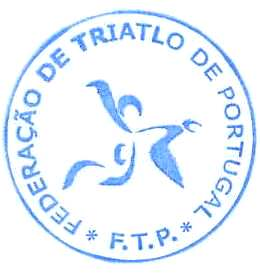 FEDERAÇÃO DE TRIATLO DE PORTUGAL
* F.T.P. *